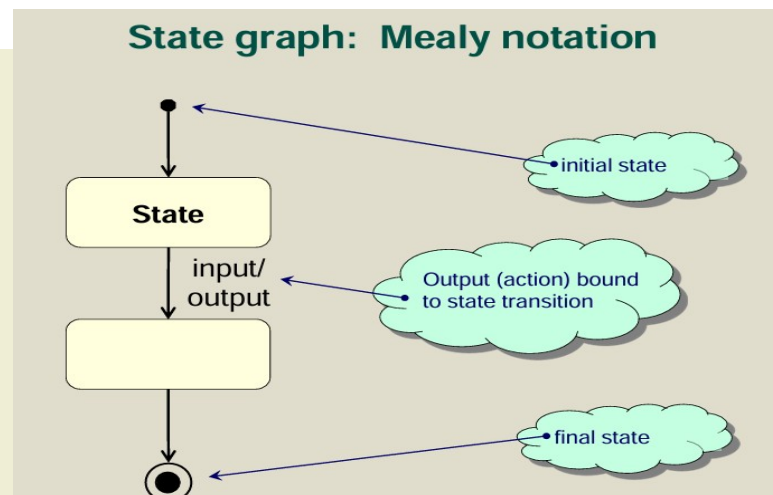 State graph: Mealy notation
initial state
State
input/
output
Output (action) bound
to state transition
final state